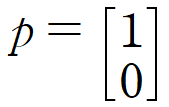 p = [1
0]